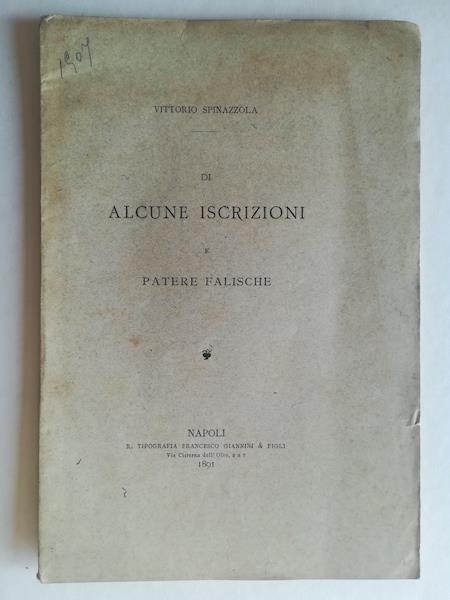 1907
VITTORIO SPINAZZOLA
DI
ALCUNE ISCRIZIONI
E
PATERE FALISCHE
NAPOLI
R. TIPOGRAFIA FRANCESCO GIANNINI & FIGLI
Via Cisterna dell'Olio, 2 a 7
1891